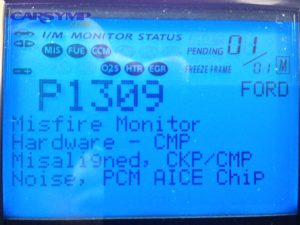 CARSYMP
I/M MONITOR STATUS
MIS FUE CCM
PENDING 01/
O2S HTR EGR
FREEZE FRAME /01 M
P1309 FORD
Misfire Monitor
Hardware - CMP
Misaligned, CKP/CMP
Noise, PCM AICE Chip